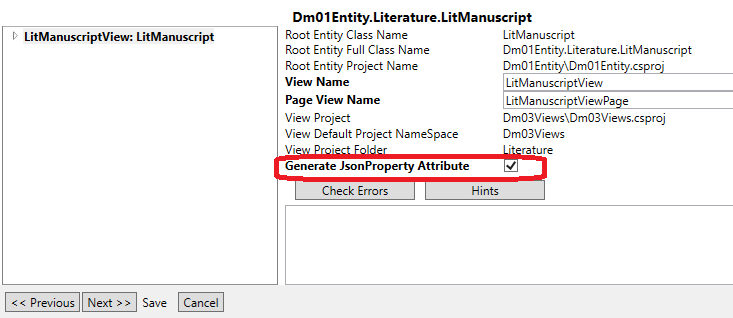 Dm01Entity.Literature.LitManuscript
LitManuscriptView: LitManuscript
Root Entity Class Name LitManuscript
Root Entity Full Class Name Dm01Entity.Literature.LitManuscript
Root Entity Project Name Dm01Entity\Dm01Entity.csproj
View Name LitManuscriptView
Page View Name LitManuscriptViewPage
View Project Dm03Views\Dm03Views.csproj
View Default Project NameSpace Dm03Views
View Project Folder Literature
Generate JsonProperty Attribute
Check Errors Hints
<< Previous Next >> Save Cancel